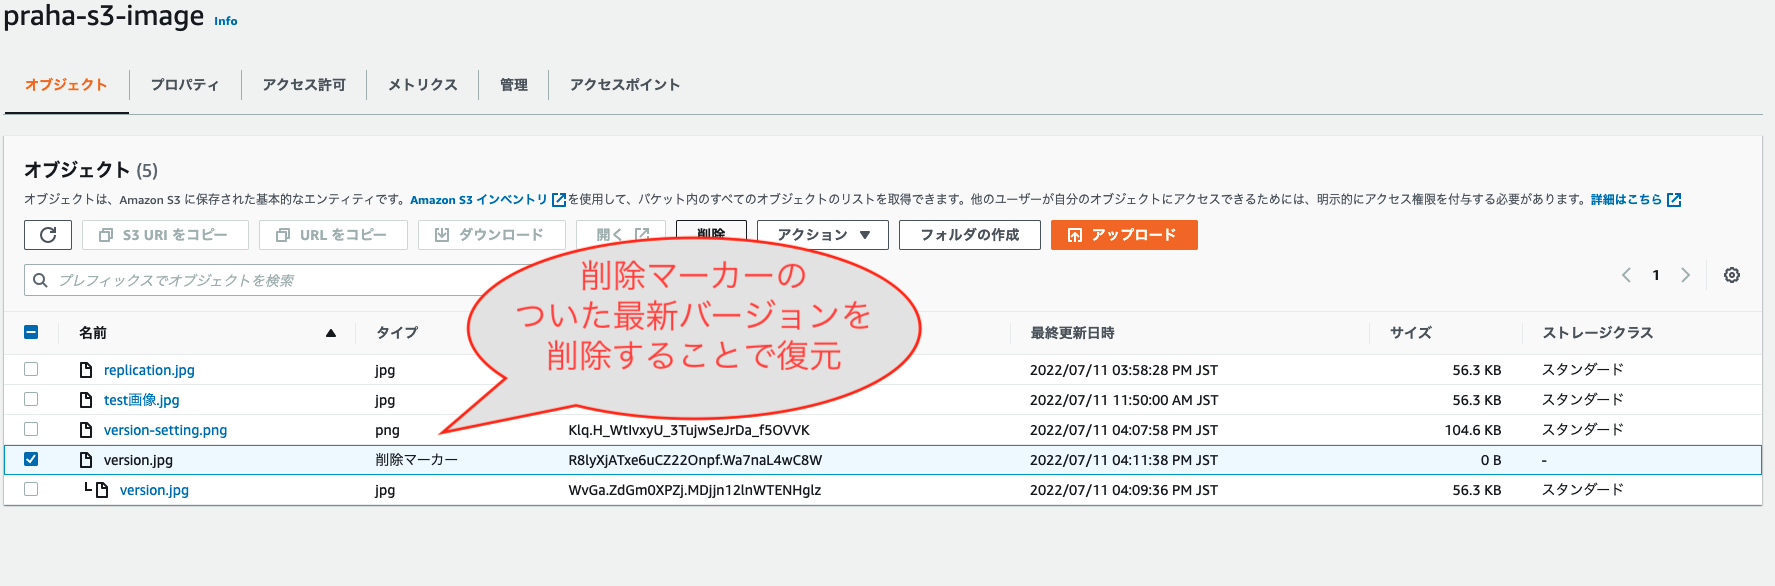 praha-s3-image Info
オブジェクト プロパティ アクセス許可 メトリクス 管理 アクセスポイント
オブジェクト (5)
オブジェクトは、Amazon S3 に保存された基本的なエンティティです。Amazon S3 インベントリ を使用して、バケット内のすべてのオブジェクトのリストを取得できます。他のユーザーが自分のオブジェクトにアクセスできるためには、明示的にアクセス権限を付与する必要があります。詳細はこちら
S3 URI をコピー URL をコピー ダウンロード 開く 削除 アクション フォルダの作成 アップロード
プレフィックスでオブジェクトを検索 1
削除マーカーの
ついた最新バージョンを
削除することで復元
名前 タイプ 最終更新日時 サイズ ストレージクラス
replication.jpg jpg 2022/07/11 03:58:28 PM JST 56.3 KB スタンダード
test画像.jpg jpg 2022/07/11 11:50:00 AM JST 56.3 KB スタンダード
version-setting.png png Klq.H_WtIvxyU_3TujwSeJrDa_f5OVVK 2022/07/11 04:07:58 PM JST 104.6 KB スタンダード
version.jpg 削除マーカー R8lyXjATxe6uCZ22Onpf.Wa7naL4wC8W 2022/07/11 04:11:38 PM JST 0 B -
version.jpg jpg WvGa.ZdGm0XPZj.MDjjn12lnWTENHglz 2022/07/11 04:09:36 PM JST 56.3 KB スタンダード